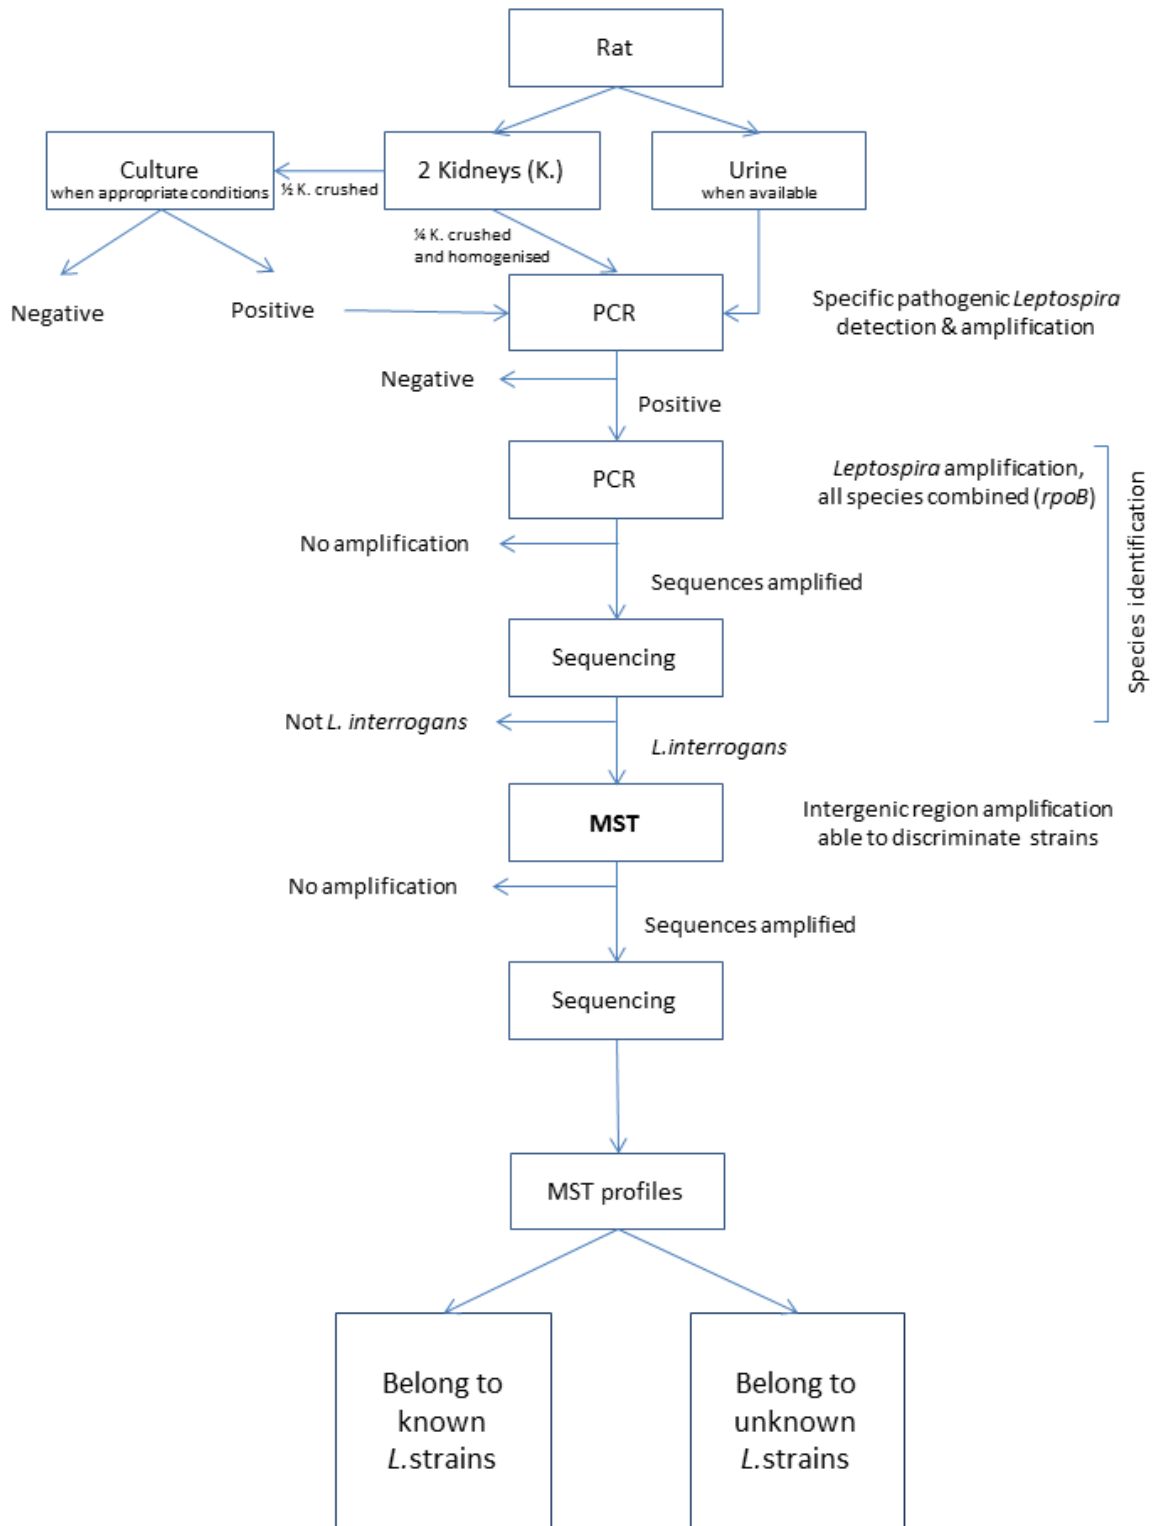 Rat
Culture
when appropriate conditions
½ K. crushed
2 Kidneys (K.)
Urine
when available
¼ K. crushed
and homogenised
Negative
Positive
PCR
Specific pathogenic Leptospira
detection & amplification
Negative
Positive
PCR
Leptospira amplification,
all species combined (rpoB)
Species identification
No amplification
Sequences amplified
Sequencing
Not L. interrogans
L.interrogans
MST
Intergenic region amplification
able to discriminate strains
No amplification
Sequences amplified
Sequencing
MST profiles
Belong to
known
L.strains
Belong to
unknown
L.strains